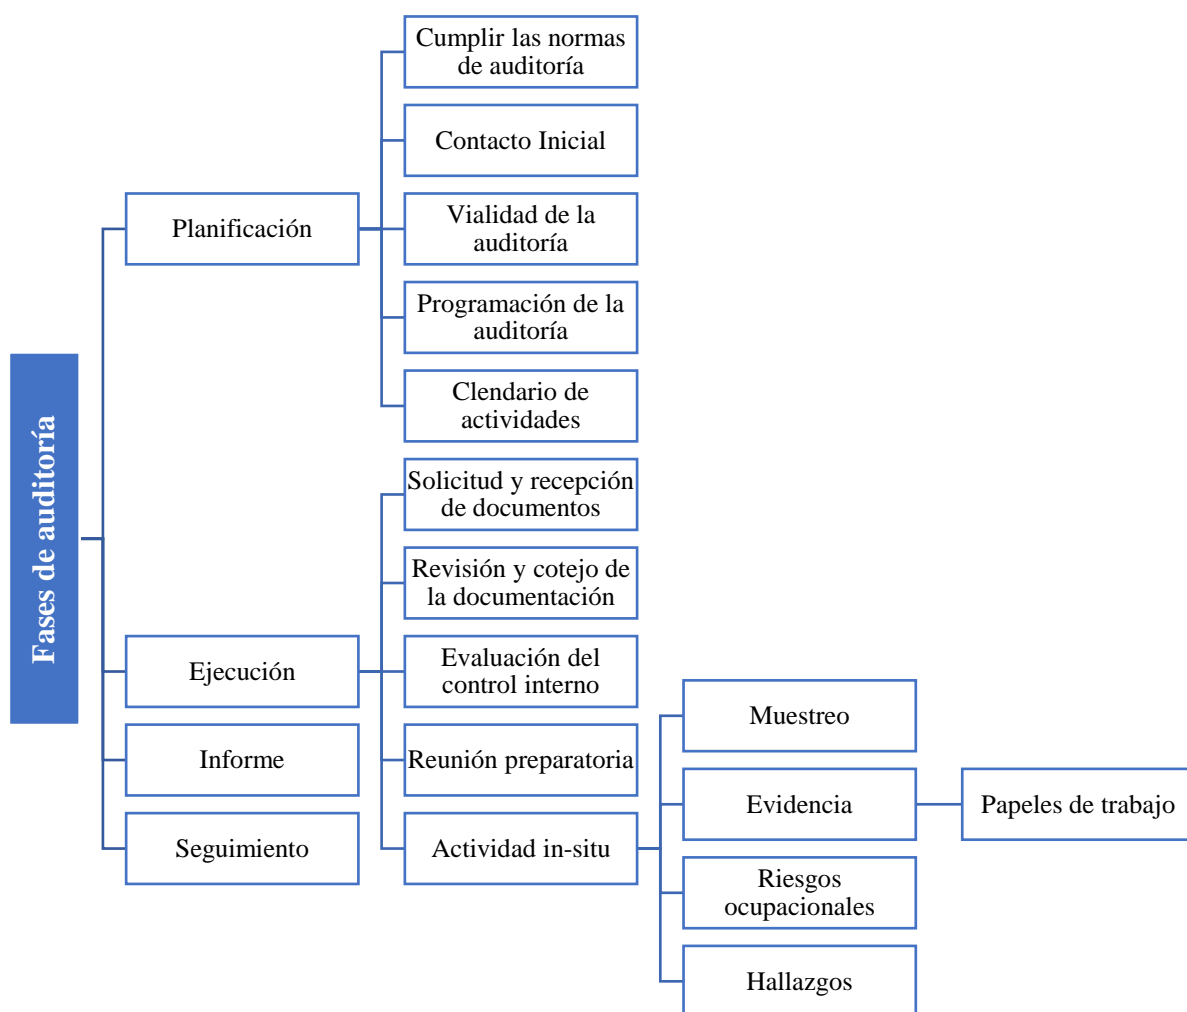 Fases de auditoría
Planificación
Cumplir las normas
de auditoría
Contacto Inicial
Vialidad de la
auditoría
Programación de la
auditoría
Clendario de
actividades
Ejecución
Solicitud y recepción
de documentos
Revisión y cotejo de
la documentación
Evaluación del
control interno
Reunión preparatoria
Actividad in-situ
Muestreo
Evidencia
Papeles de trabajo
Riesgos
ocupacionales
Hallazgos
Informe
Seguimiento